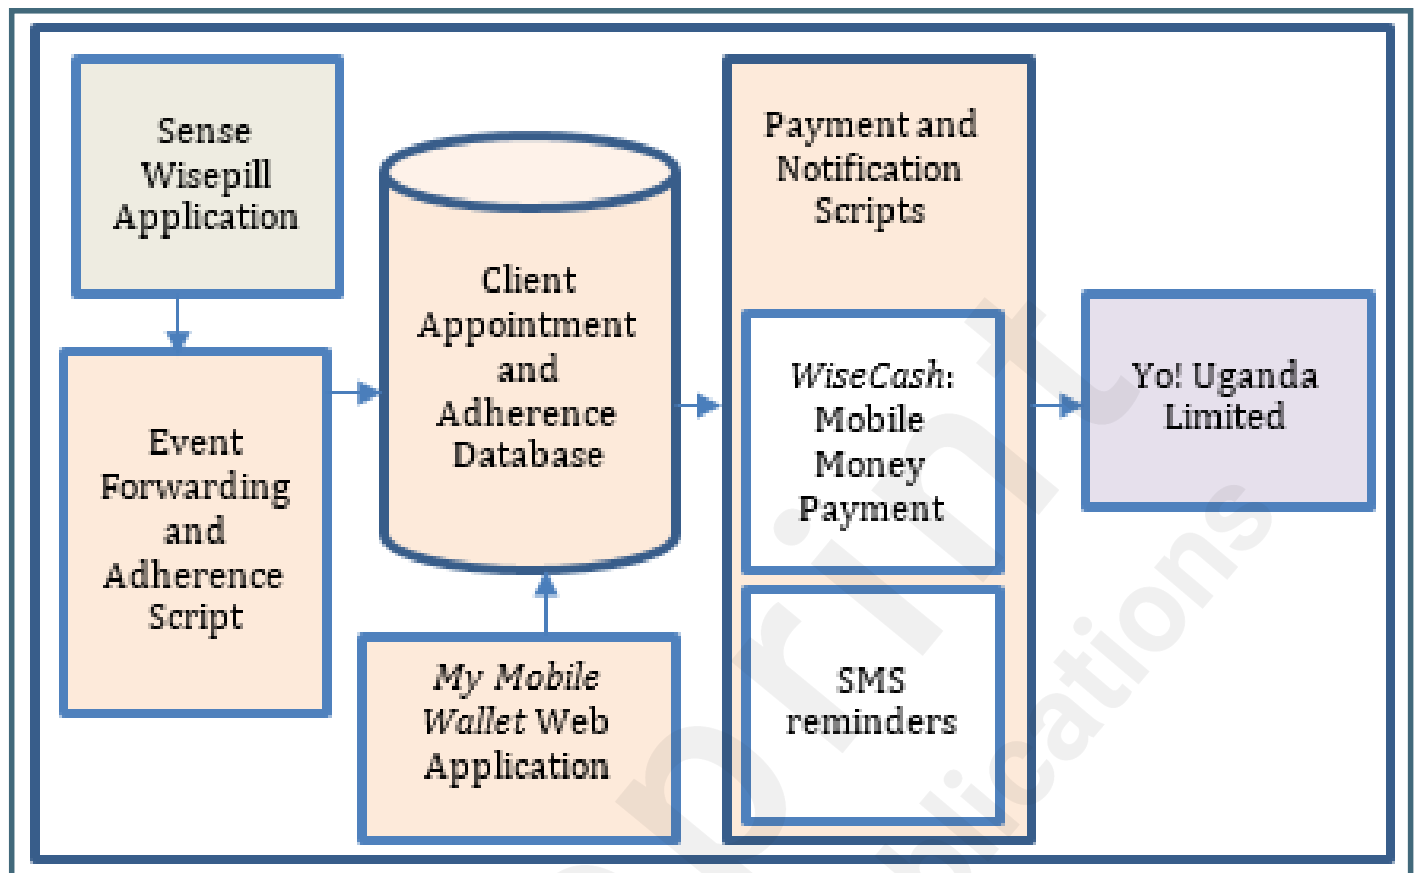 Sense
Wisepill
Application
Event
Forwarding
and
Adherence
Script
Client
Appointment
and
Adherence
Database
My Mobile
Wallet Web
Application
Payment and
Notification
Scripts
WiseCash:
Mobile
Money
Payment
SMS
reminders
Yo! Uganda
Limited